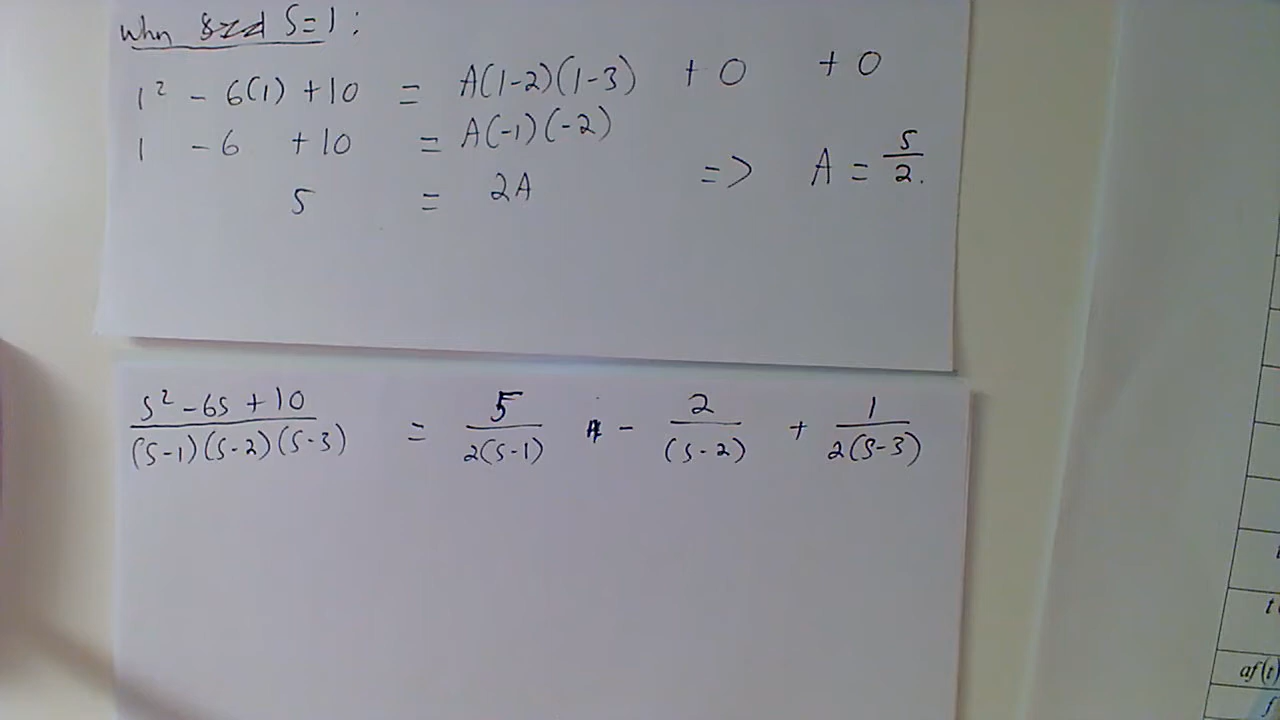 When S=1:
1² - 6(1) + 10 = A(1-2)(1-3) + 0 + 0
1 - 6 + 10 = A(-1)(-2)
5 = 2A => A = 5/2.
s² - 6s + 10 / (s-1)(s-2)(s-3) = 5 / 2(s-1) - 2 / (s-2) + 1 / 2(s-3)
t
af(t)
f